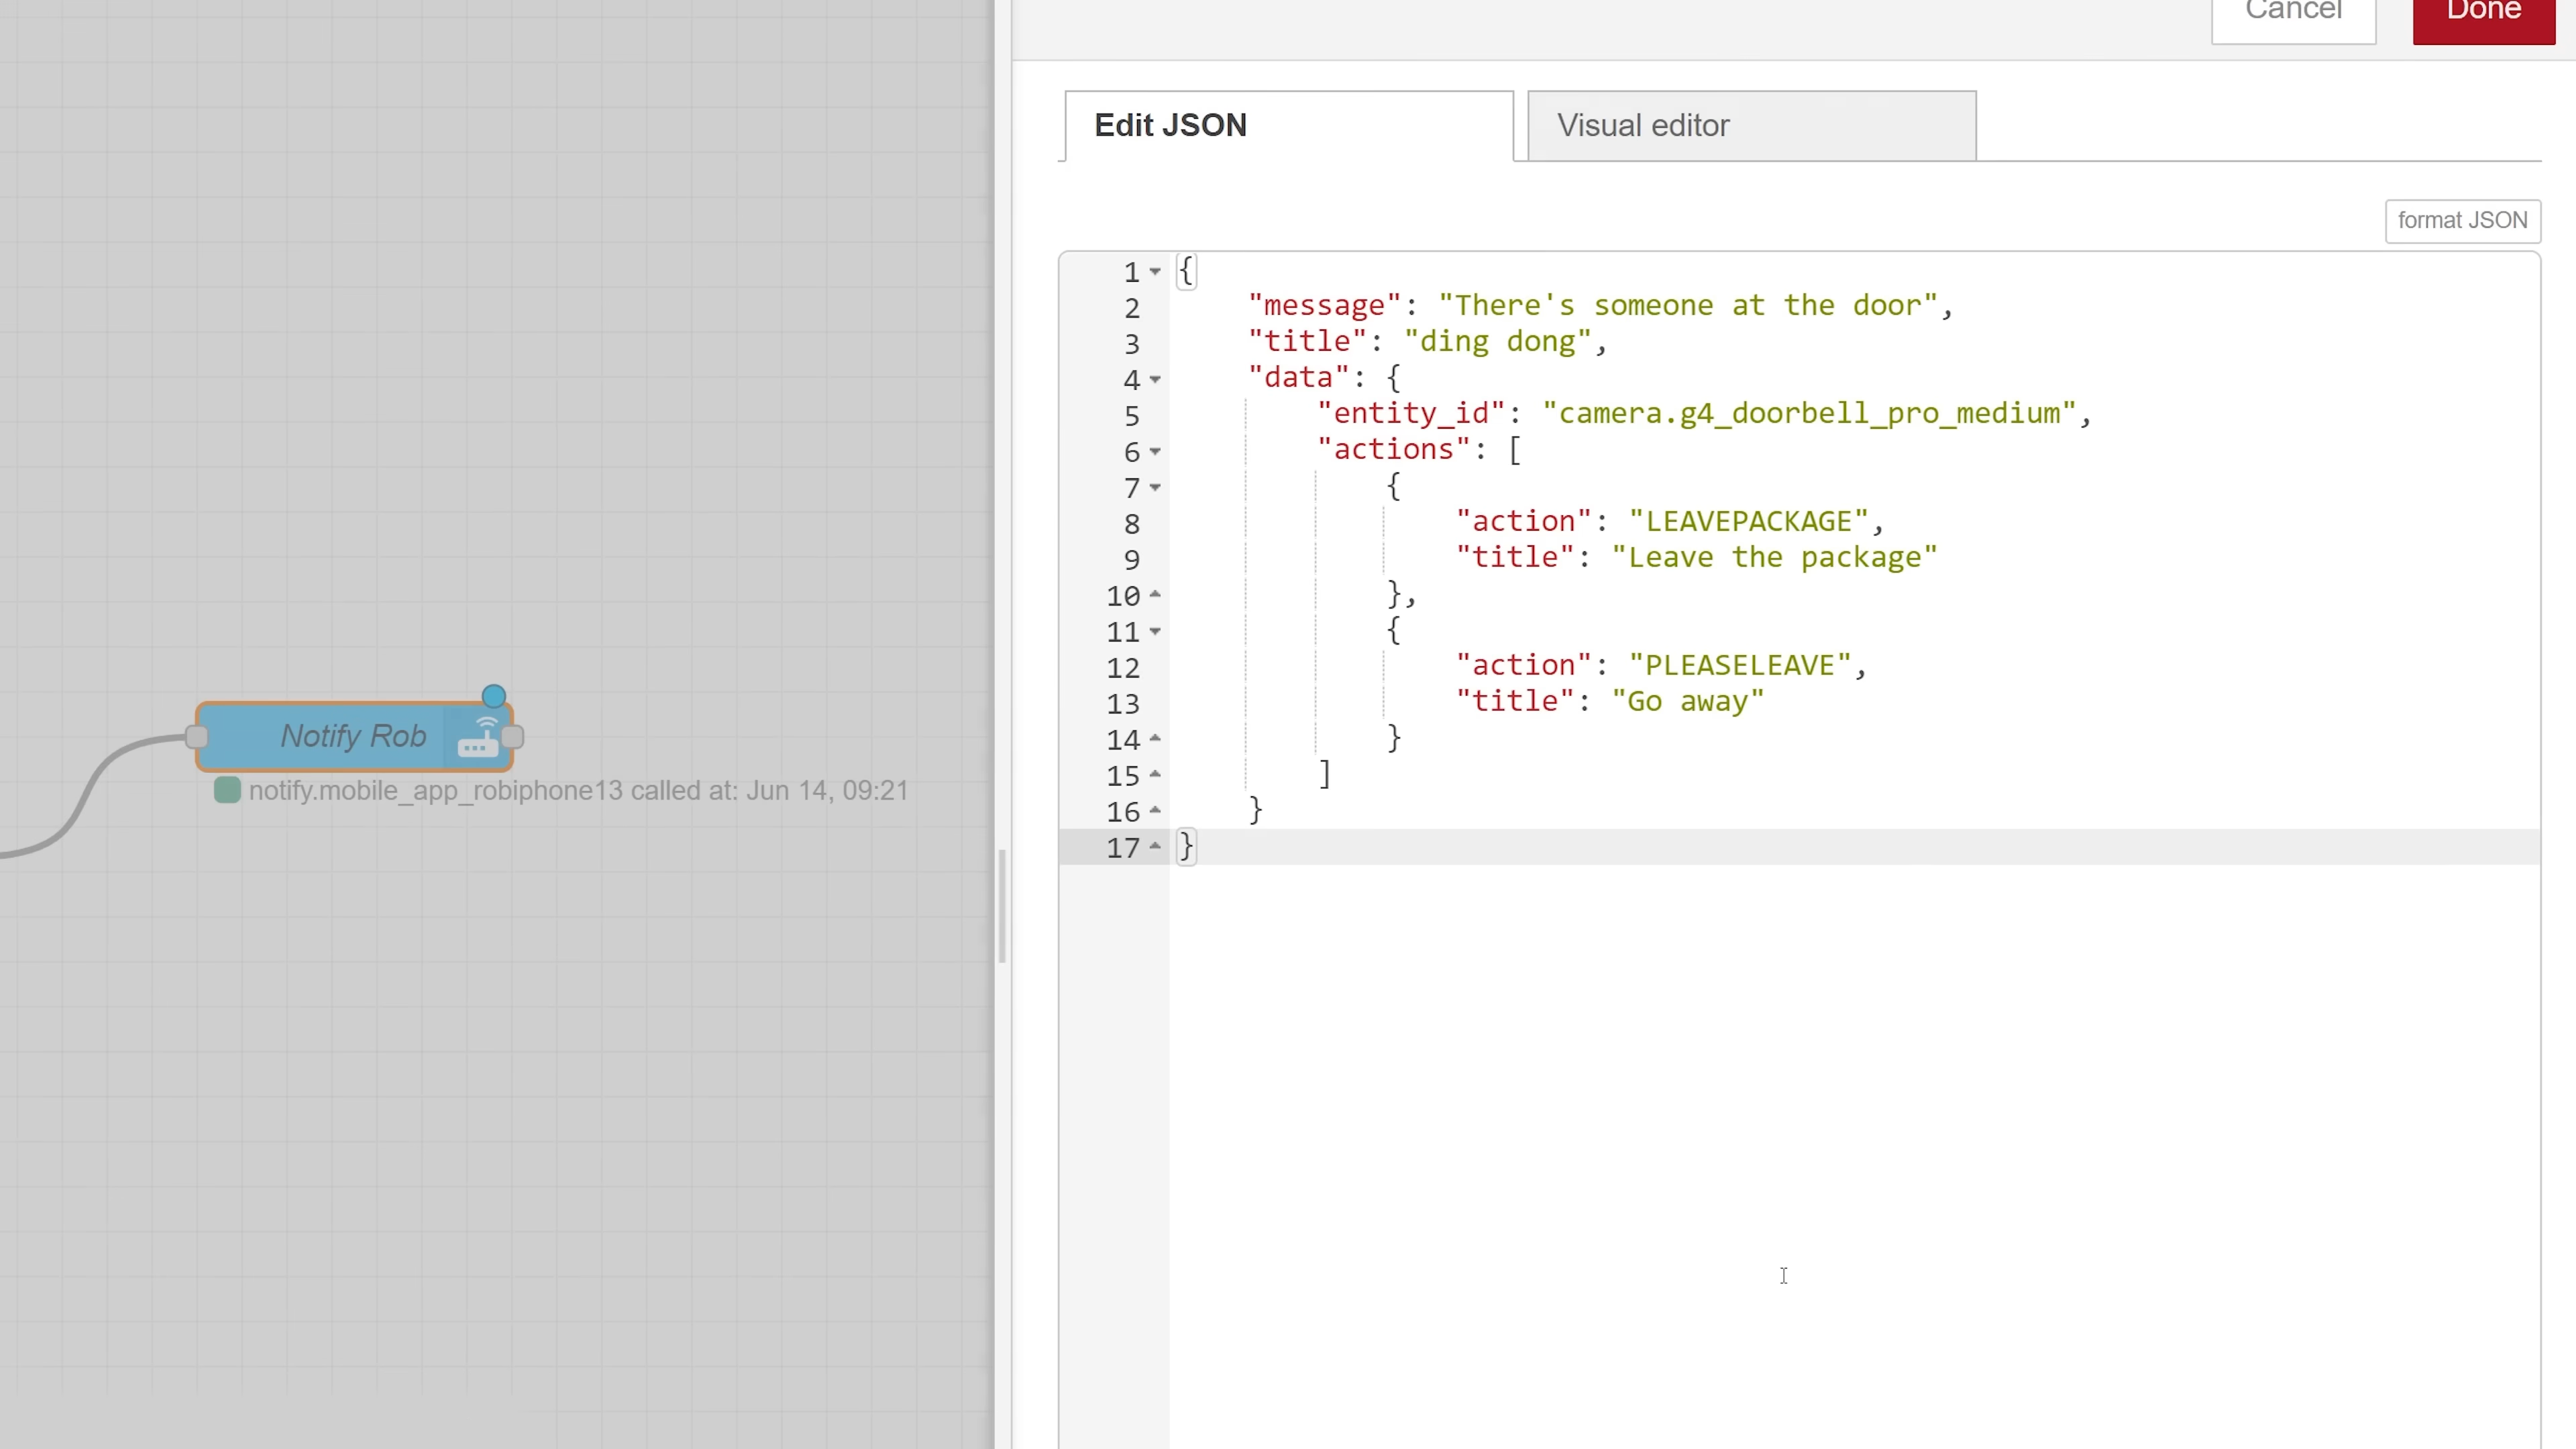 Cancel
Done
Edit JSON
Visual editor
format JSON
1 {
2 "message": "There's someone at the door",
3 "title": "ding dong",
4 "data": {
5 "entity_id": "camera.g4_doorbell_pro_medium",
6 "actions": [
7 {
8 "action": "LEAVEPACKAGE",
9 "title": "Leave the package"
10 },
11 {
12 "action": "PLEASELEAVE",
13 "title": "Go away"
14 }
15 ]
16 }
17 }
Notify Rob
notify.mobile_app_robiphone13 called at: Jun 14, 09:21